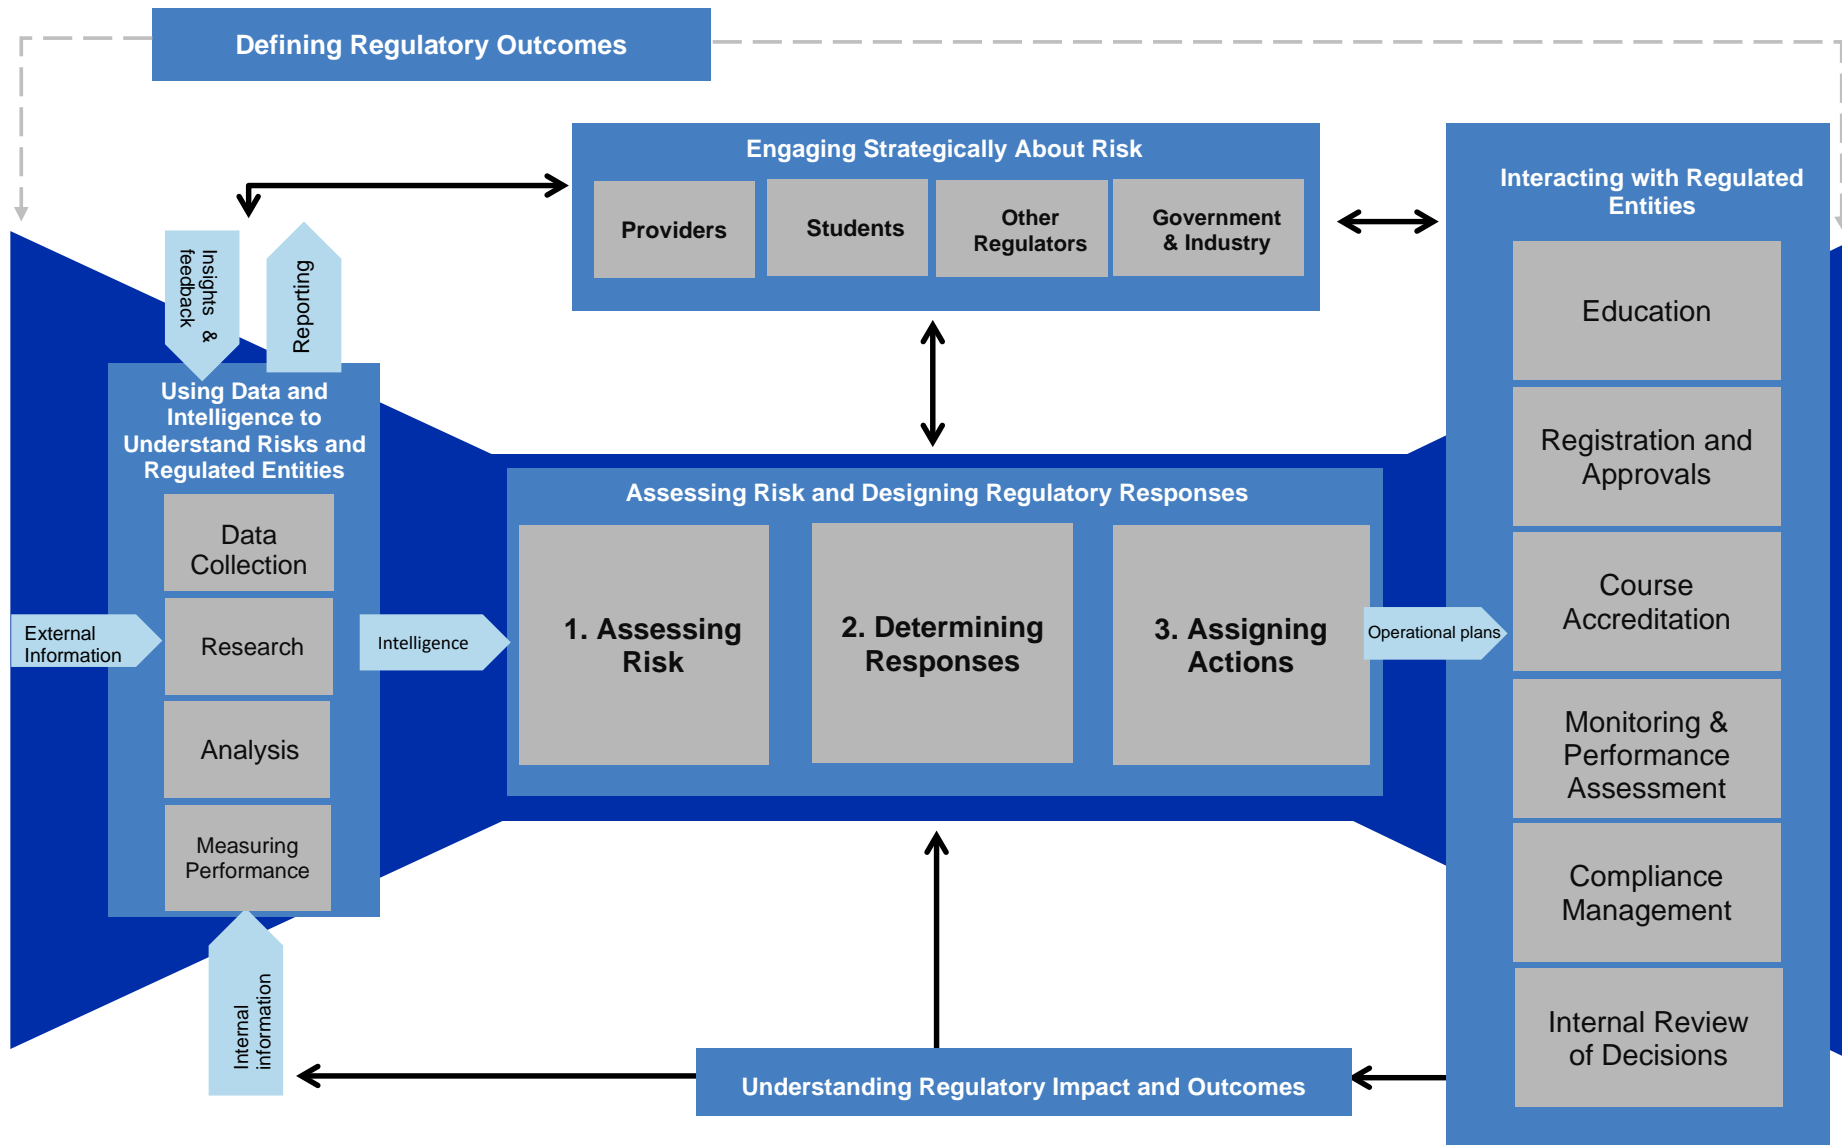 Defining Regulatory Outcomes
Engaging Strategically About Risk
Providers
Students
Other
Regulators
Government
& Industry
Interacting with Regulated
Entities
Education
Registration and
Approvals
Course
Accreditation
Monitoring &
Performance
Assessment
Compliance
Management
Internal Review
of Decisions
Insights &
feedback
Reporting
Using Data and
Intelligence to
Understand Risks and
Regulated Entities
Data
Collection
Research
Analysis
Measuring
Performance
External
Information
Intelligence
Assessing Risk and Designing Regulatory Responses
1. Assessing
Risk
2. Determining
Responses
3. Assigning
Actions
Operational plans
Internal
information
Understanding Regulatory Impact and Outcomes